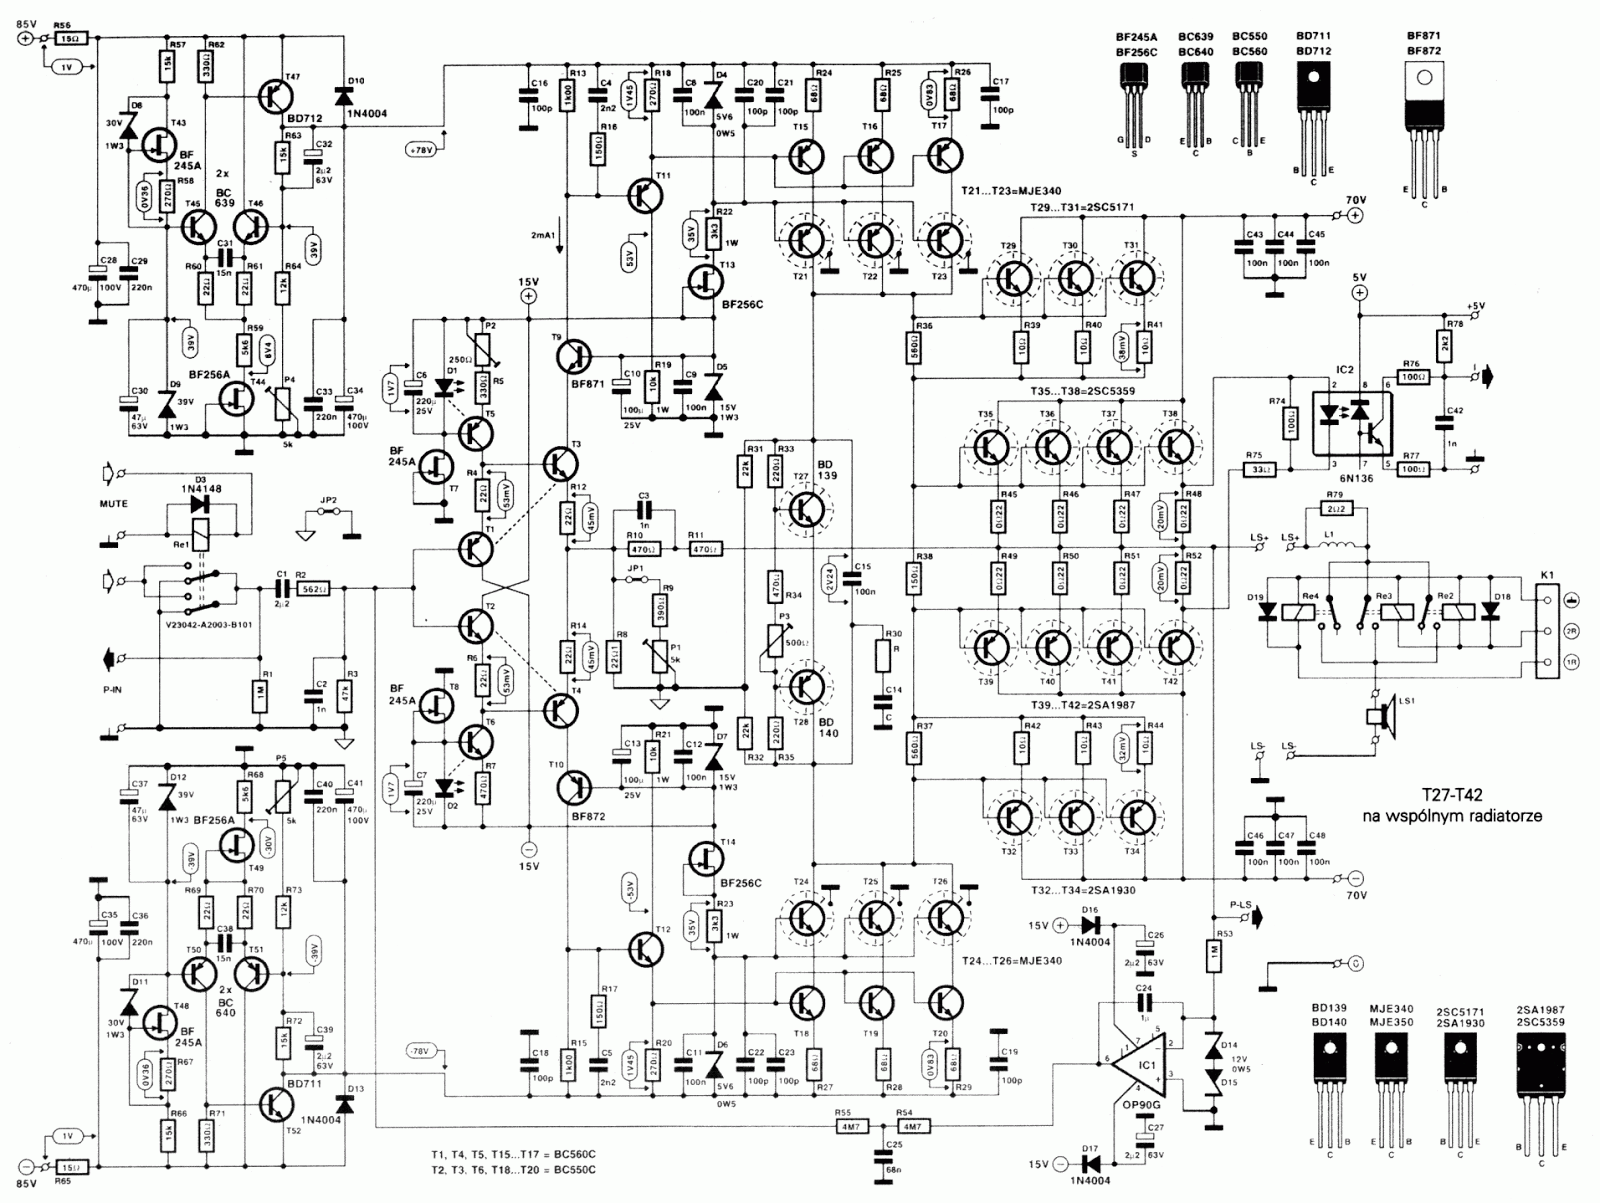 85V
R56
15Ω
1V
R57
15k
R62
330Ω
T47
BD712
D10
1N4004
D8
30V
1W3
T43
BF
245A
R58
270Ω
0V36
2x
BC
639
T45
T46
R63
15k
C32
2µ2
63V
39V
C31
15n
R60
22Ω
R61
22Ω
R64
12k
C28
470µ
100V
C29
220n
39V
R59
5k6
6V4
BF256A
T44
D9
39V
1W3
P4
5k
C30
47µ
63V
C33
220n
C34
470µ
100V
+78V
C16
100p
R13
1k00
C4
2n2
R16
150Ω
1V45
R18
270Ω
C8
100n
D4
5V6
0W5
C20
100p
C21
100p
R24
68Ω
R25
68Ω
0V83
R26
68Ω
C17
100p
T15
T16
T17
T11
2mA1
53V
35V
R22
3k3
1W
T13
BF256C
T21
T22
T23
T21...T23=MJE340
T29...T31=2SC5171
T29
T30
T31
70V
C43
100n
C44
100n
C45
100n
BF245A
BF256C
G
S
D
BC639
BC640
E
C
B
BC550
BC560
C
B
E
BD711
BD712
B
C
E
BF871
BF872
E
C
B
15V
P2
250Ω
D1
1V7
C6
220µ
25V
R5
330Ω
T5
BF
245A
T7
R4
22Ω
53mV
T1
T9
BF871
C10
100µ
25V
R19
10k
1W
C9
100n
D5
15V
1W3
R36
560Ω
R39
10Ω
R40
10Ω
38mV
R41
10Ω
T35...T38=2SC5359
T35
T36
T37
T38
5V
+5V
R78
2k2
IC2
R76
100Ω
I
C42
1n
R74
100Ω
R75
33Ω
R77
100Ω
2
8
6
3
7
5
6N136
MUTE
D3
1N4148
Re1
JP2
C1
2µ2
R2
562Ω
V23042-A2003-B101
P-IN
R1
1M
C2
1n
R3
47k
T3
R12
22Ω
45mV
C3
1n
R10
470Ω
R11
470Ω
JP1
R9
390Ω
R8
22Ω1
P1
5k
R31
22k
R33
220Ω
T27
BD
139
R34
470Ω
P3
500Ω
2V24
C15
100n
T28
BD
140
R32
22k
R35
220Ω
R30
R
C14
C
R38
150Ω
R45
0Ω22
R46
0Ω22
R47
0Ω22
20mV
R48
0Ω22
R49
0Ω22
R50
0Ω22
R51
0Ω22
20mV
R52
0Ω22
T39
T40
T41
T42
T39...T42=2SA1987
R79
2Ω2
LS+
LS+
L1
D19
Re4
Re3
Re2
D18
K1
2R
1R
LS1
LS-
LS-
T2
R14
22Ω
45mV
T4
R6
22Ω
53mV
BF
245A
T8
T6
1V7
C7
220µ
25V
D2
R7
470Ω
15V
T10
BF872
C13
100µ
25V
R21
10k
1W
C12
100n
D7
15V
1W3
T14
BF256C
R37
560Ω
R42
10Ω
R43
10Ω
32mV
R44
10Ω
T32
T33
T34
T32...T34=2SA1930
C46
100n
C47
100n
C48
100n
70V
T27-T42
na wspólnym radiatorze
C37
47µ
63V
D12
39V
1W3
R68
5k6
BF256A
P5
5k
-30V
T49
C40
220n
C41
470µ
100V
-39V
R69
22Ω
R70
22Ω
R73
12k
C35
470µ
100V
C36
220n
C38
15n
T50
T51
-39V
2x
BC
640
D11
30V
1W3
T48
BF
245A
0V36
R67
270Ω
R66
15k
R71
330Ω
R72
15k
C39
2µ2
63V
BD711
T52
D13
1N4004
1V
15Ω
R65
85V
-78V
-53V
T12
35V
R23
3k3
1W
T24
T25
T26
T24...T26=MJE340
R17
150Ω
C18
100p
R15
1k00
C5
2n2
1V45
R20
270Ω
C11
100n
D6
5V6
0W5
C22
100p
C23
100p
T18
T19
T20
68Ω
R27
68Ω
R28
0V83
68Ω
R29
C19
100p
R55
4M7
R54
4M7
C25
68n
T1, T4, T5, T15...T17 = BC560C
T2, T3, T6, T18...T20 = BC550C
P-LS
R53
1M
15V
D16
1N4004
C26
2µ2
63V
C24
1µ
IC1
OP90G
1
7
5
2
6
3
4
D14
12V
0W5
D15
C27
2µ2
63V
15V
D17
1N4004
C
BD139
BD140
E
C
B
MJE340
MJE350
E
C
B
2SC5171
2SA1930
B
C
E
2SA1987
2SC5359
B
C
E